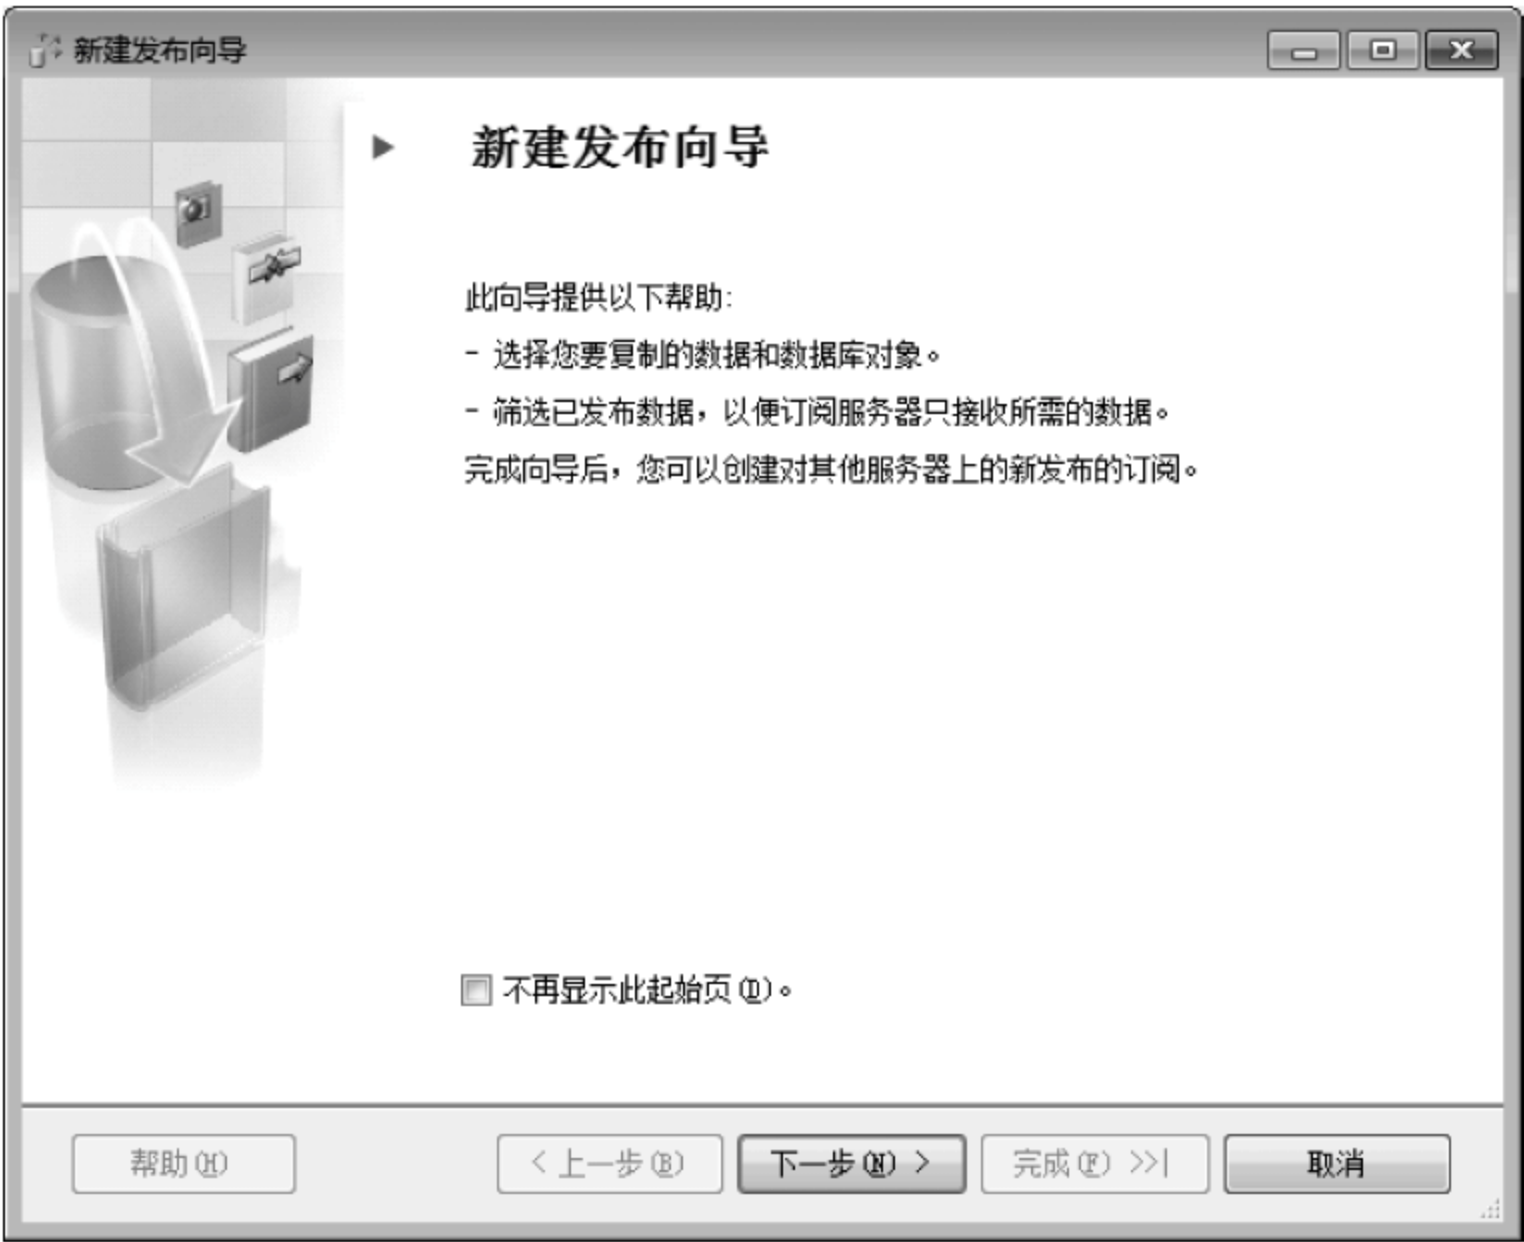 新建发布向导
新建发布向导
此向导提供以下帮助:
- 选择您要复制的数据和数据库对象。
- 筛选已发布数据，以便订阅服务器只接收所需的数据。
完成向导后，您可以创建对其他服务器上的新发布的订阅。
不再显示此起始页(D)。
帮助(H)
< 上一步(B)
下一步(N) >
完成(F) >>|
取消